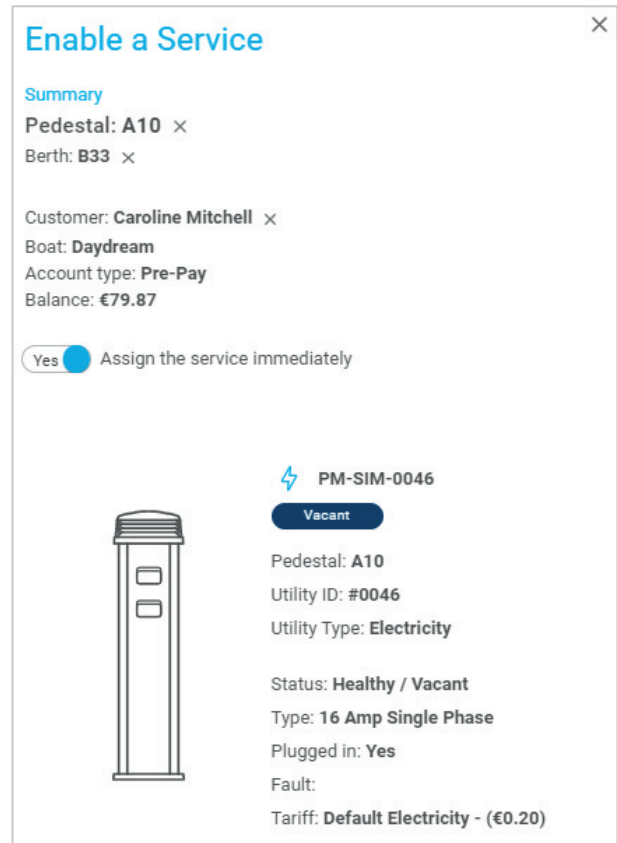 Enable a Service
Summary
Pedestal: A10
Berth: B33
Customer: Caroline Mitchell
Boat: Daydream
Account type: Pre-Pay
Balance: €79.87
Yes Assign the service immediately
PM-SIM-0046
Vacant
Pedestal: A10
Utility ID: #0046
Utility Type: Electricity
Status: Healthy / Vacant
Type: 16 Amp Single Phase
Plugged in: Yes
Fault:
Tariff: Default Electricity - (€0.20)